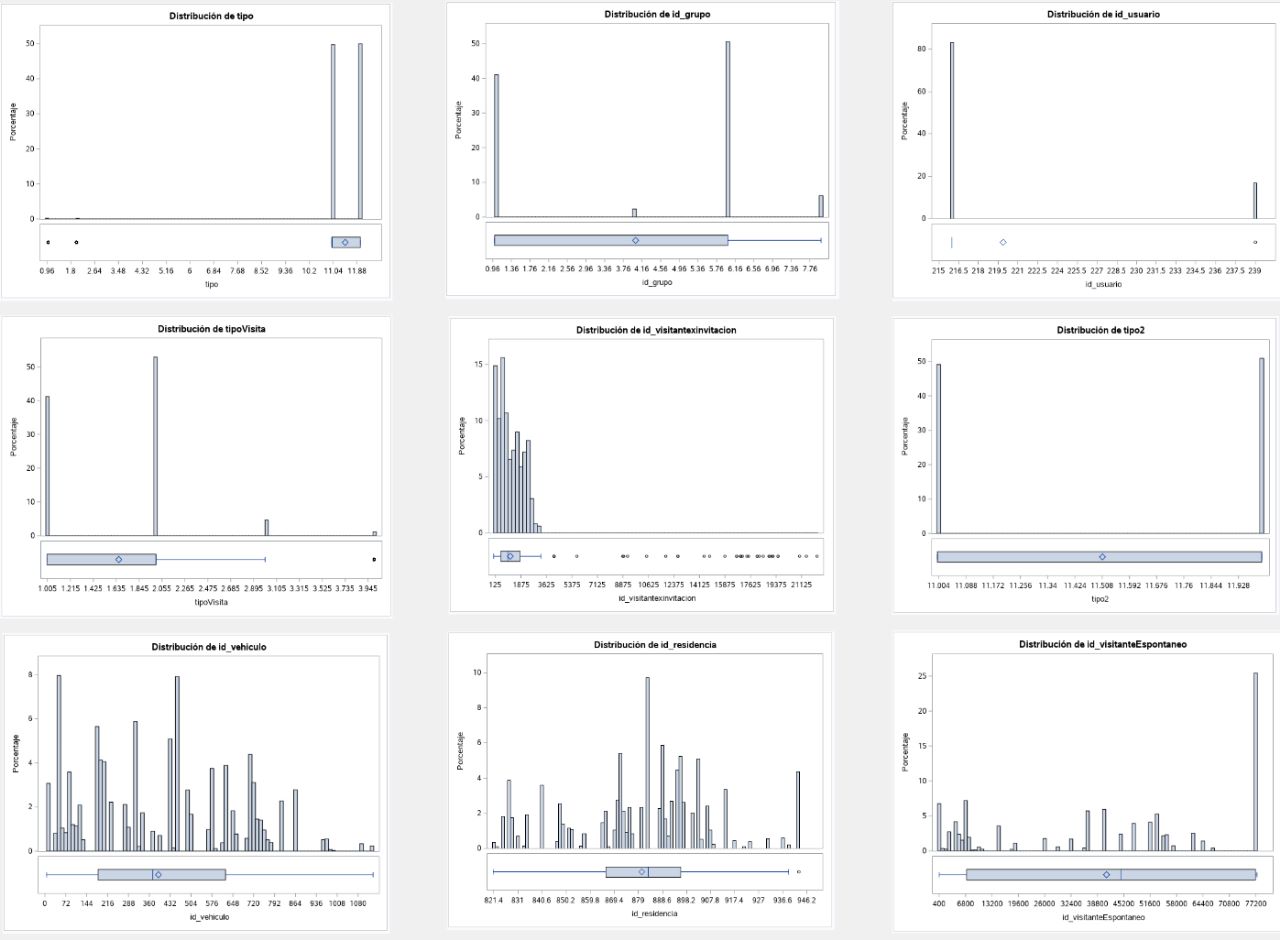 Distribución de tipo
50
40
30
20
10
0
Porcentaje
0.96 1.8 2.64 3.48 4.32 5.16 6 6.84 7.68 8.52 9.36 10.2 11.04 11.88
tipo
Distribución de id_grupo
50
40
30
20
10
0
Porcentaje
0.96 1.36 1.76 2.16 2.56 2.96 3.36 3.76 4.16 4.56 4.96 5.36 5.76 6.16 6.56 6.96 7.36 7.76
id_grupo
Distribución de id_usuario
80
60
40
20
0
Porcentaje
215 216.5 218 219.5 221 222.5 224 225.5 227 228.5 230 231.5 233 234.5 236 237.5 239
id_usuario
Distribución de tipoVisita
50
40
30
20
10
0
Porcentaje
1.005 1.215 1.425 1.635 1.845 2.055 2.265 2.475 2.685 2.895 3.105 3.315 3.525 3.735 3.945
tipoVisita
Distribución de id_visitantexinvitacion
15
10
5
0
Porcentaje
125 1875 3625 5375 7125 8875 10625 12375 14125 15875 17625 19375 21125
id_visitantexinvitacion
Distribución de tipo2
50
40
30
20
10
0
Porcentaje
11.004 11.088 11.172 11.256 11.34 11.424 11.508 11.592 11.676 11.76 11.844 11.928
tipo2
Distribución de id_vehiculo
8
6
4
2
0
Porcentaje
0 72 144 216 288 360 432 504 576 648 720 792 864 936 1008 1080
id_vehiculo
Distribución de id_residencia
10
8
6
4
2
0
Porcentaje
821.4 831 840.6 850.2 859.8 869.4 879 888.6 898.2 907.8 917.4 927 936.6 946.2
id_residencia
Distribución de id_visitanteEspontaneo
25
20
15
10
5
0
Porcentaje
400 6800 13200 19600 26000 32400 38800 45200 51600 58000 64400 70800 77200
id_visitanteEspontaneo